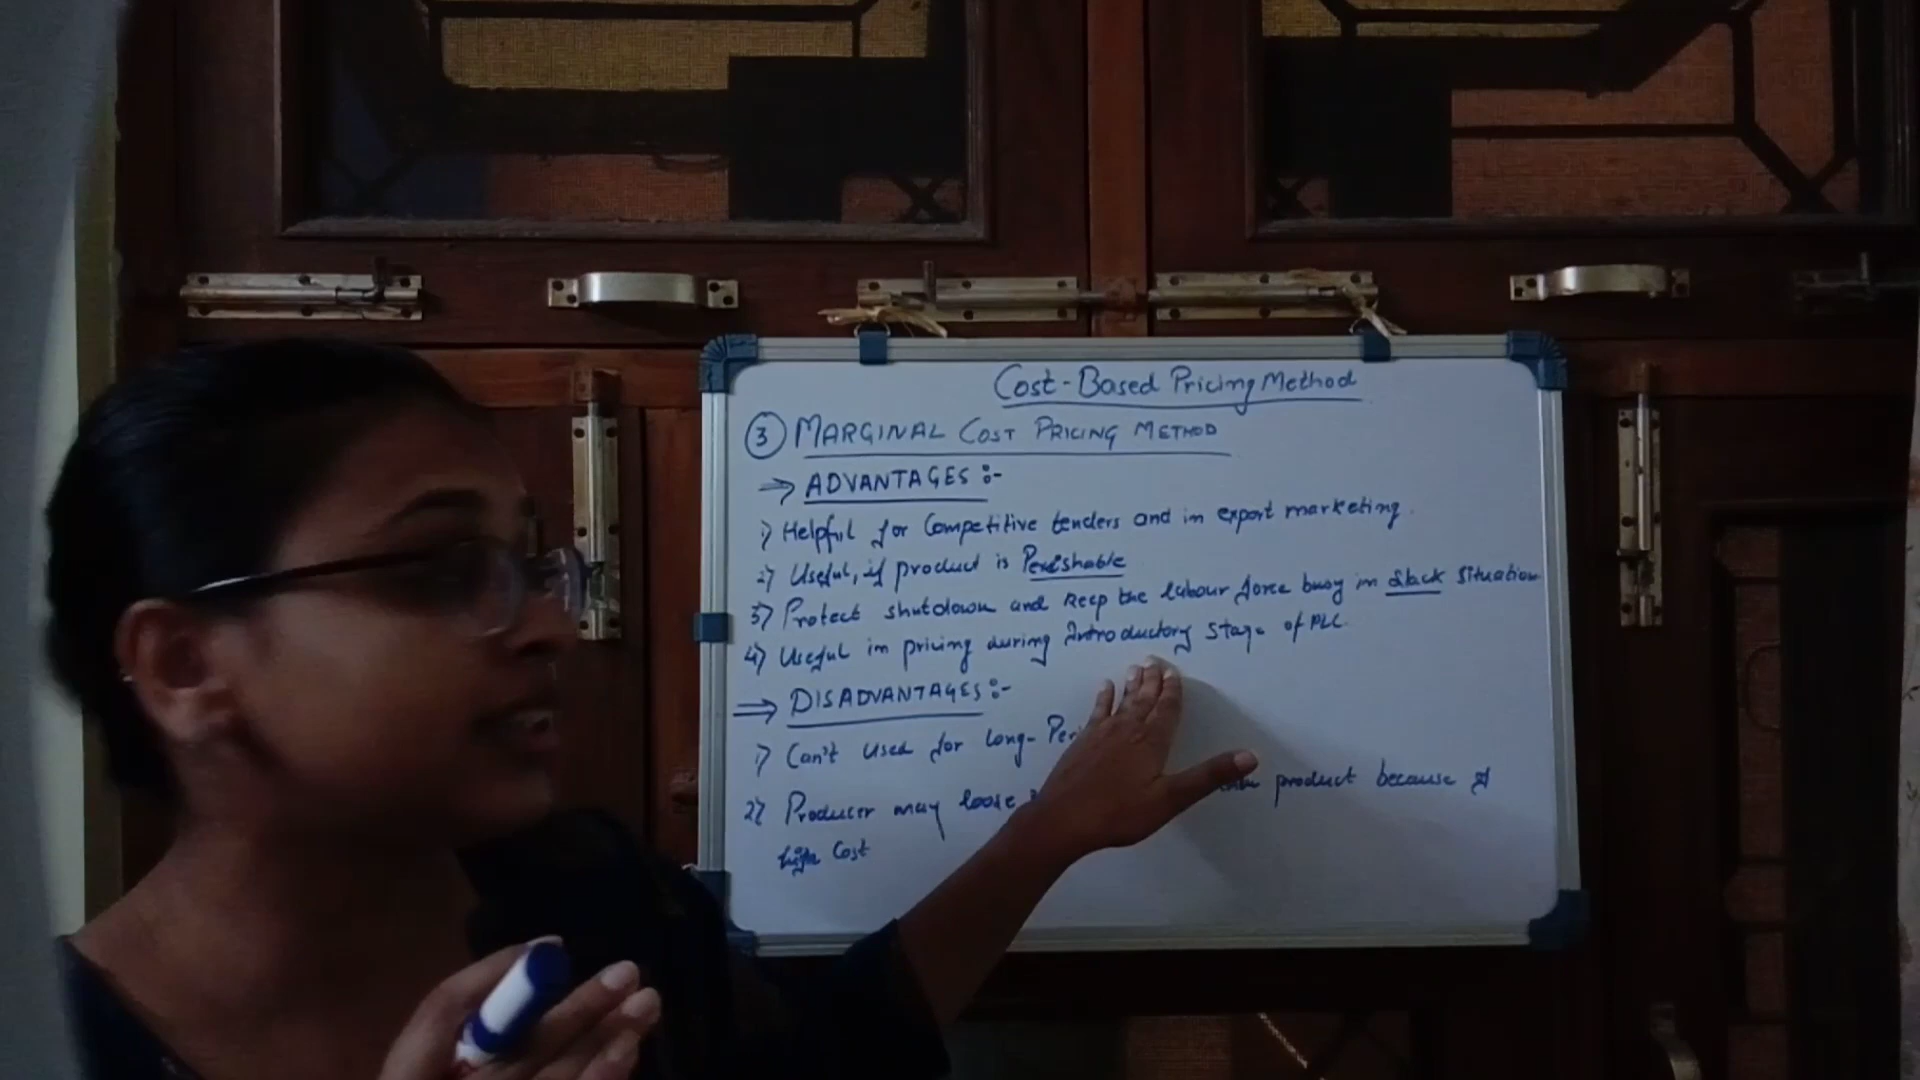 Cost-Based Pricing Method
③ MARGINAL COST PRICING METHOD
⇒ ADVANTAGES :-
1) Helpful for Competitive tenders and in export marketing.
2) Useful, if product is Perishable
3) Protect shutdown and keep the labour force busy in slack situation
4) Useful in pricing during Introductory stage of PLC.
⇒ DISADVANTAGES :-
1) Can't used for long-
2) Producer may loose product because of
high Cost